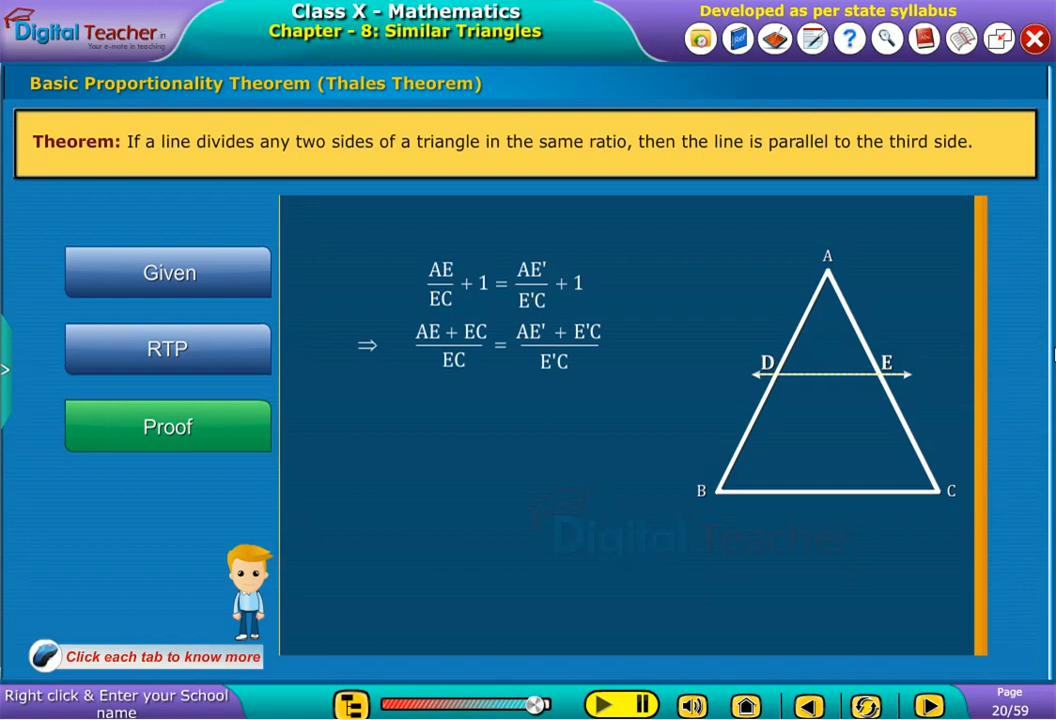 Digital Teacher.in
Your e-mate in teaching
Class X - Mathematics
Chapter - 8: Similar Triangles
Developed as per state syllabus
Ref
?
Basic Proportionality Theorem (Thales Theorem)
Theorem: If a line divides any two sides of a triangle in the same ratio, then the line is parallel to the third side.
Given
RTP
Proof
AE/EC + 1 = AE'/E'C + 1
⇒ (AE + EC)/EC = (AE' + E'C)/E'C
A
D E
B C
Digital Teacher
Click each tab to know more
Right click & Enter your School
name
Page
20/59